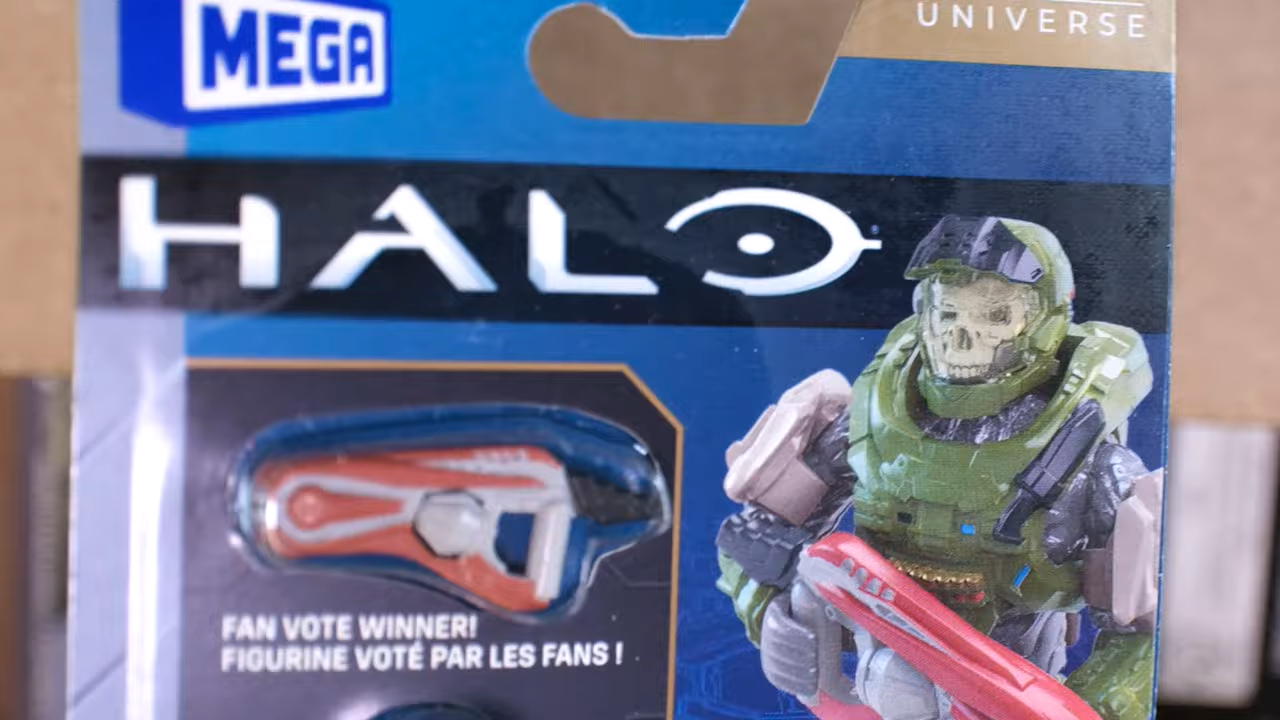 MEGA
UNIVERSE
HALO
FAN VOTE WINNER!
FIGURINE VOTÉ PAR LES FANS !